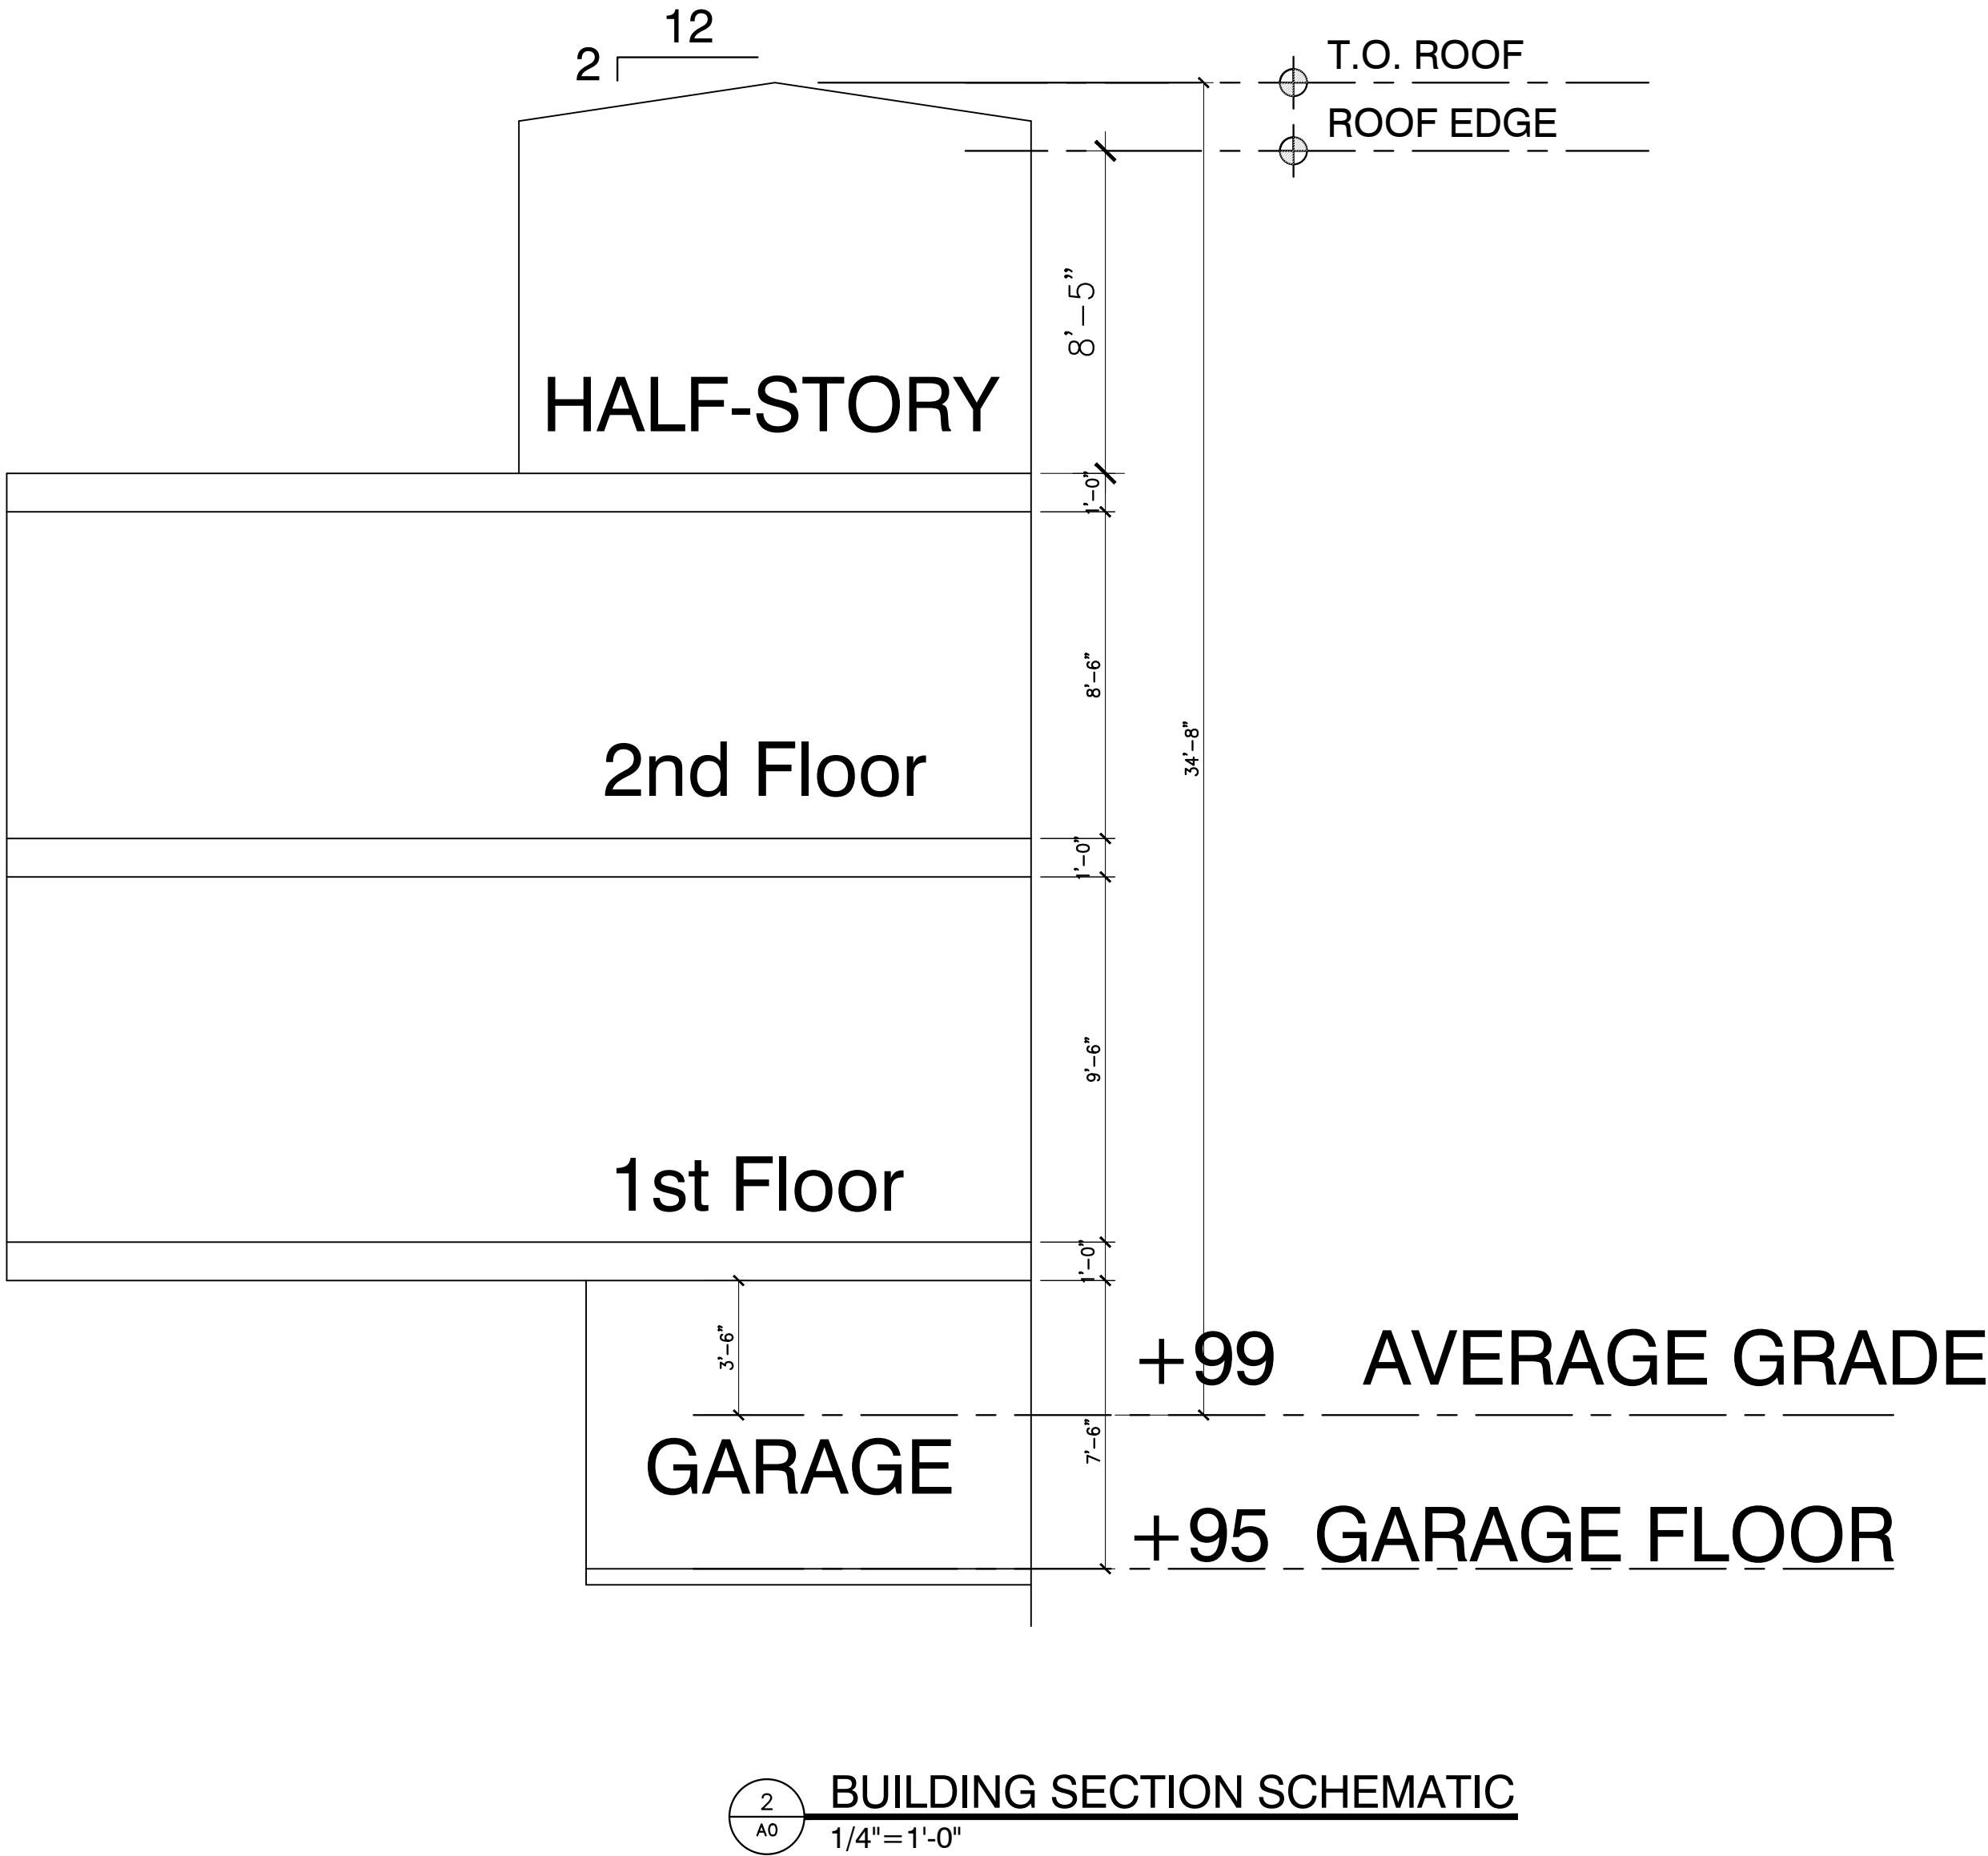 12
2
T.O. ROOF
ROOF EDGE
8'-5"
HALF-STORY
1'-0"
8'-6"
34'-8"
2nd Floor
1'-0"
9'-6"
1st Floor
1'-0"
3'-6"
+99 AVERAGE GRADE
7'-6"
GARAGE
+95 GARAGE FLOOR
2
A0
BUILDING SECTION SCHEMATIC
1/4"=1'-0"